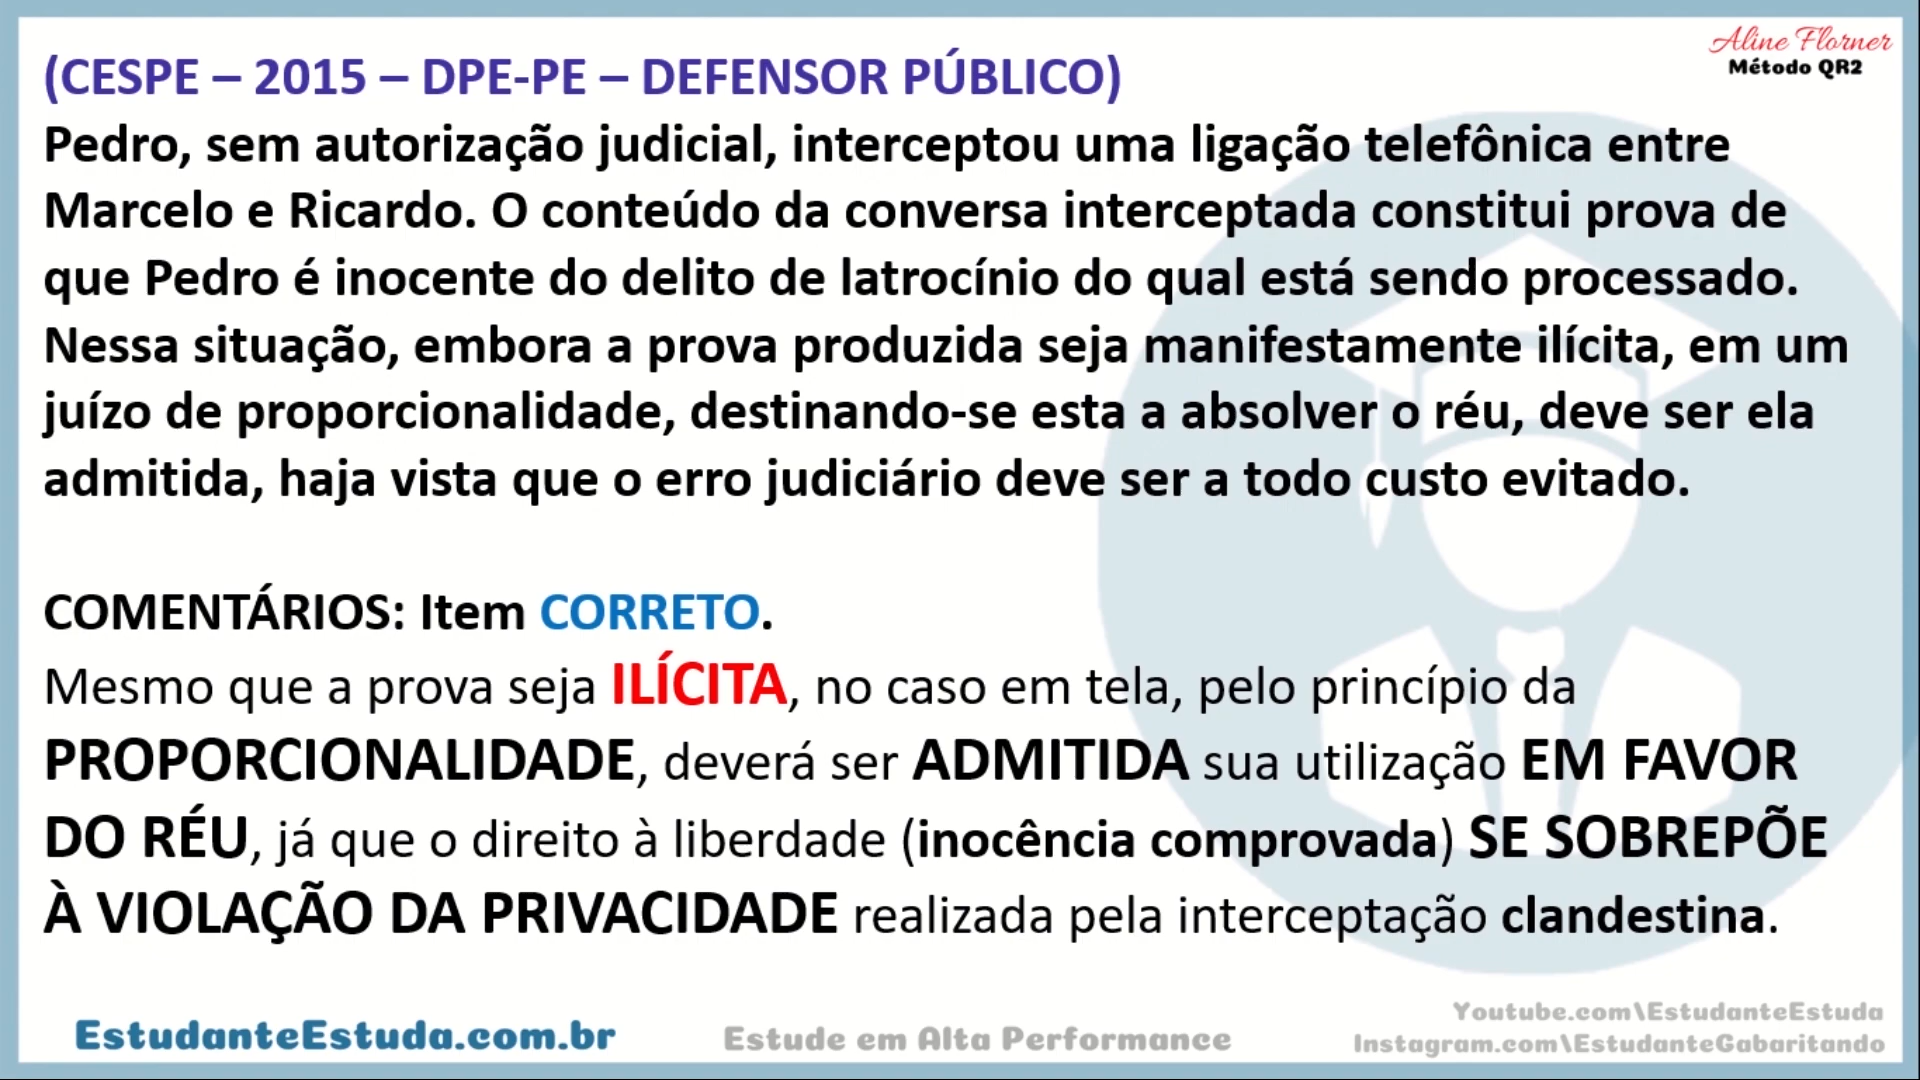 Aline Florner
Método QR2
(CESPE – 2015 – DPE-PE – DEFENSOR PÚBLICO)
Pedro, sem autorização judicial, interceptou uma ligação telefônica entre
Marcelo e Ricardo. O conteúdo da conversa interceptada constitui prova de
que Pedro é inocente do delito de latrocínio do qual está sendo processado.
Nessa situação, embora a prova produzida seja manifestamente ilícita, em um
juízo de proporcionalidade, destinando-se esta a absolver o réu, deve ser ela
admitida, haja vista que o erro judiciário deve ser a todo custo evitado.
COMENTÁRIOS: Item CORRETO.
Mesmo que a prova seja ILÍCITA, no caso em tela, pelo princípio da
PROPORCIONALIDADE, deverá ser ADMITIDA sua utilização EM FAVOR
DO RÉU, já que o direito à liberdade (inocência comprovada) SE SOBREPÕE
À VIOLAÇÃO DA PRIVACIDADE realizada pela interceptação clandestina.
EstudanteEstuda.com.br
Estude em Alta Performance
Youtube.com\EstudanteEstuda
Instagram.com\EstudanteGabaritando